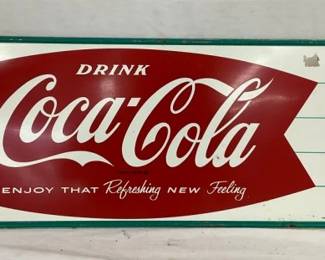 DRINK
Coca-Cola
ENJOY THAT Refreshing NEW Feeling